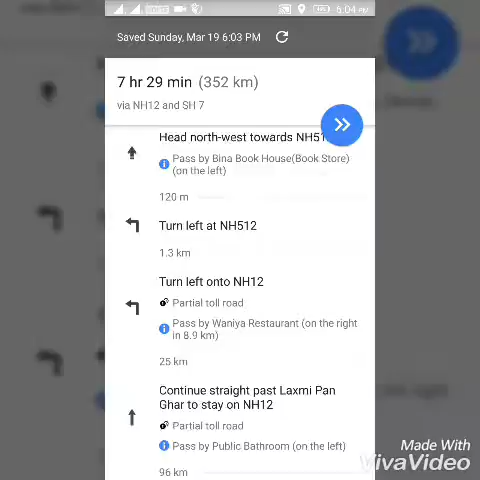 6:04 PM
Saved Sunday, Mar 19 6:03 PM
7 hr 29 min (352 km)
via NH12 and SH 7
Head north-west towards
Pass by Bina Book House(Book Store)
(on the left)
120 m
Turn left at NH512
1.3 km
Turn left onto NH12
Partial toll road
Pass by Waniya Restaurant (on the right
in 8.9 km)
25 km
Continue straight past Laxmi Pan
Ghar to stay on NH12
Partial toll road
Pass by Public Bathroom (on the left)
96 km
Made With
VivaVideo